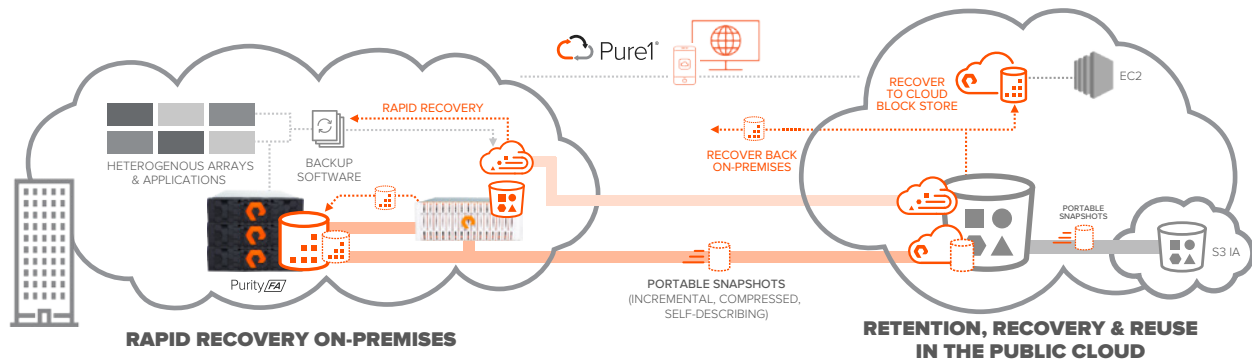 Pure1®
RAPID RECOVERY
RECOVER
TO CLOUD
BLOCK STORE
EC2
HETEROGENOUS ARRAYS
& APPLICATIONS
BACKUP
SOFTWARE
RECOVER BACK
ON-PREMISES
PORTABLE
SNAPSHOTS
S3 IA
Purity/FA/
PORTABLE SNAPSHOTS
(INCREMENTAL, COMPRESSED,
SELF-DESCRIBING)
RAPID RECOVERY ON-PREMISES
RETENTION, RECOVERY & REUSE
IN THE PUBLIC CLOUD